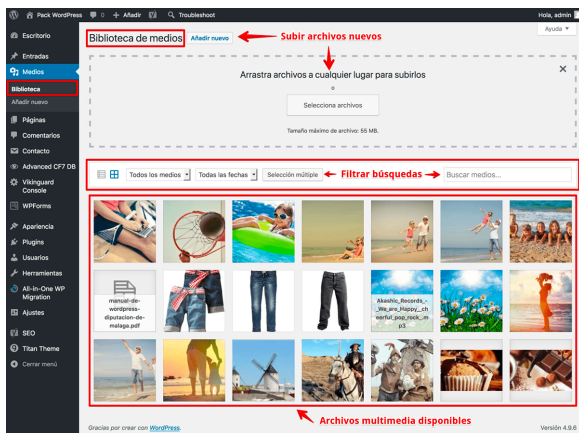 Pack WordPress
0
Añadir
Troubleshoot
Hola, admin
Ayuda
Escritorio
Entradas
Medios
Biblioteca
Añadir nuevo
Páginas
Comentarios
Contacto
Advanced CF7 DB
Vikinguard
Console
WPForms
Apariencia
Plugins
Usuarios
Herramientas
All-in-One WP
Migration
Ajustes
SEO
Titan Theme
Cerrar menú
Biblioteca de medios
Añadir nuevo
Subir archivos nuevos
Arrastra archivos a cualquier lugar para subirlos
o
Selecciona archivos
Tamaño máximo de archivo: 55 MB.
Todos los medios
Todas las fechas
Selección múltiple
Filtrar búsquedas
Buscar medios...
manual-de-
wordpress-
diputacion-de-
malaga.pdf
Akashic_Records_-
_We_are_Happy__ch
eerful_pop_rock_.m
p3
Archivos multimedia disponibles
Gracias por crear con WordPress.
Versión 4.9.6